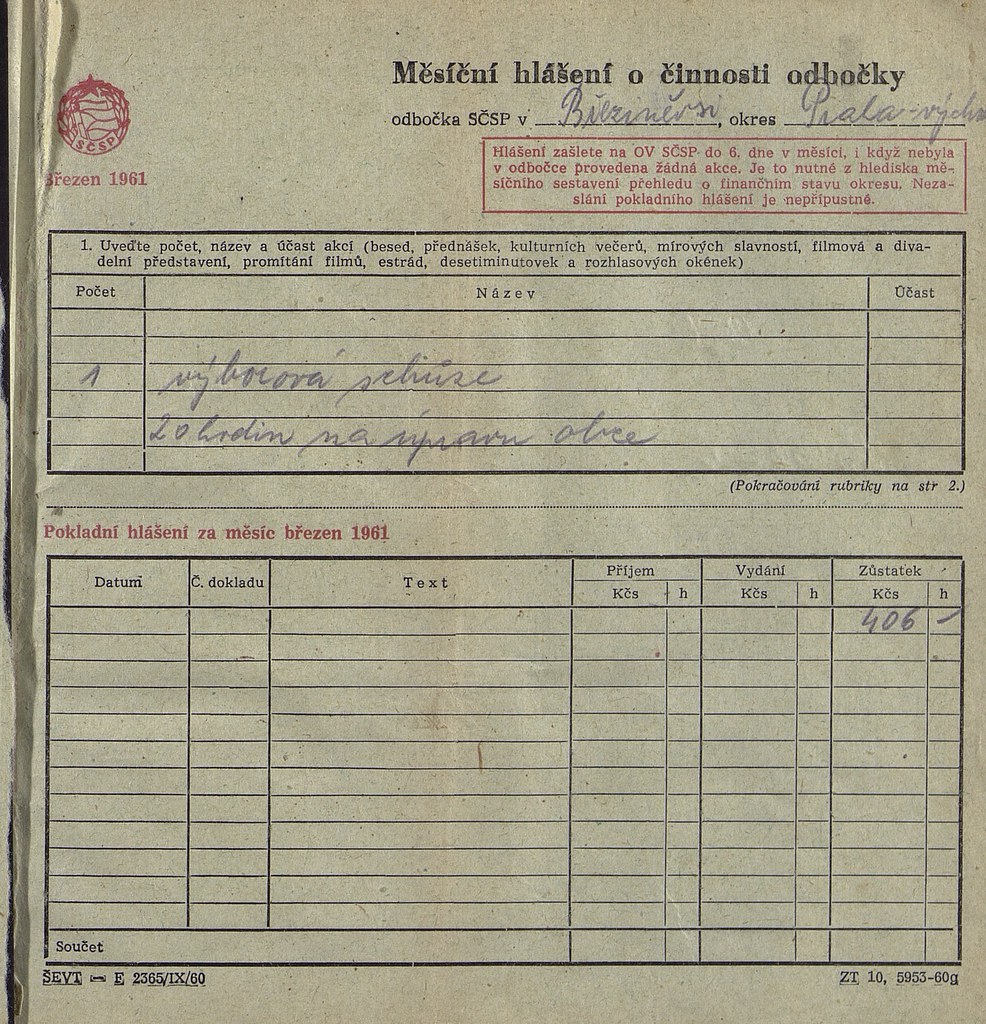 Měsíční hlášení o činnosti odbočky
odbočka SČSP v Březiněvsi, okres Praha-vých
SČSP
Březen 1961
Hlášení zašlete na OV SČSP do 6. dne v měsíci, i když nebyla
v odbočce provedena žádná akce. Je to nutné z hlediska mě-
síčního sestavení přehledu o finančním stavu okresu. Neza-
slání pokladního hlášení je nepřípustné.
1. Uveďte počet, název a účast akcí (besed, přednášek, kulturních večerů, mírových slavností, filmová a diva-
delní představení, promítání filmů, estrád, desetiminutovek a rozhlasových okének)
Počet Název Účast
1 výborová schůze
20 hodin na úpravu obce
(Pokračování rubriky na str 2.)
Pokladní hlášení za měsíc březen 1961
Datum Č. dokladu Text Příjem Vydání Zůstatek
Kčs h Kčs h Kčs h
406 -
Součet
ŠEVT — E 2365/IX/60 ZT 10, 5953-60g